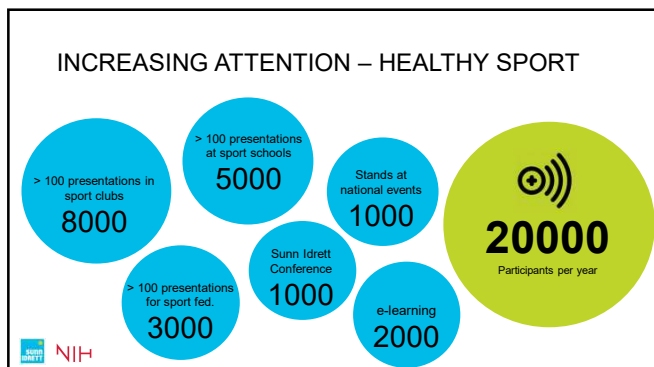 INCREASING ATTENTION – HEALTHY SPORT
> 100 presentations in
sport clubs
8000
> 100 presentations
at sport schools
5000
Stands at
national events
1000
> 100 presentations
for sport fed.
3000
Sunn Idrett
Conference
1000
e-learning
2000
20000
Participants per year
SUNN
IDRETT
NIH